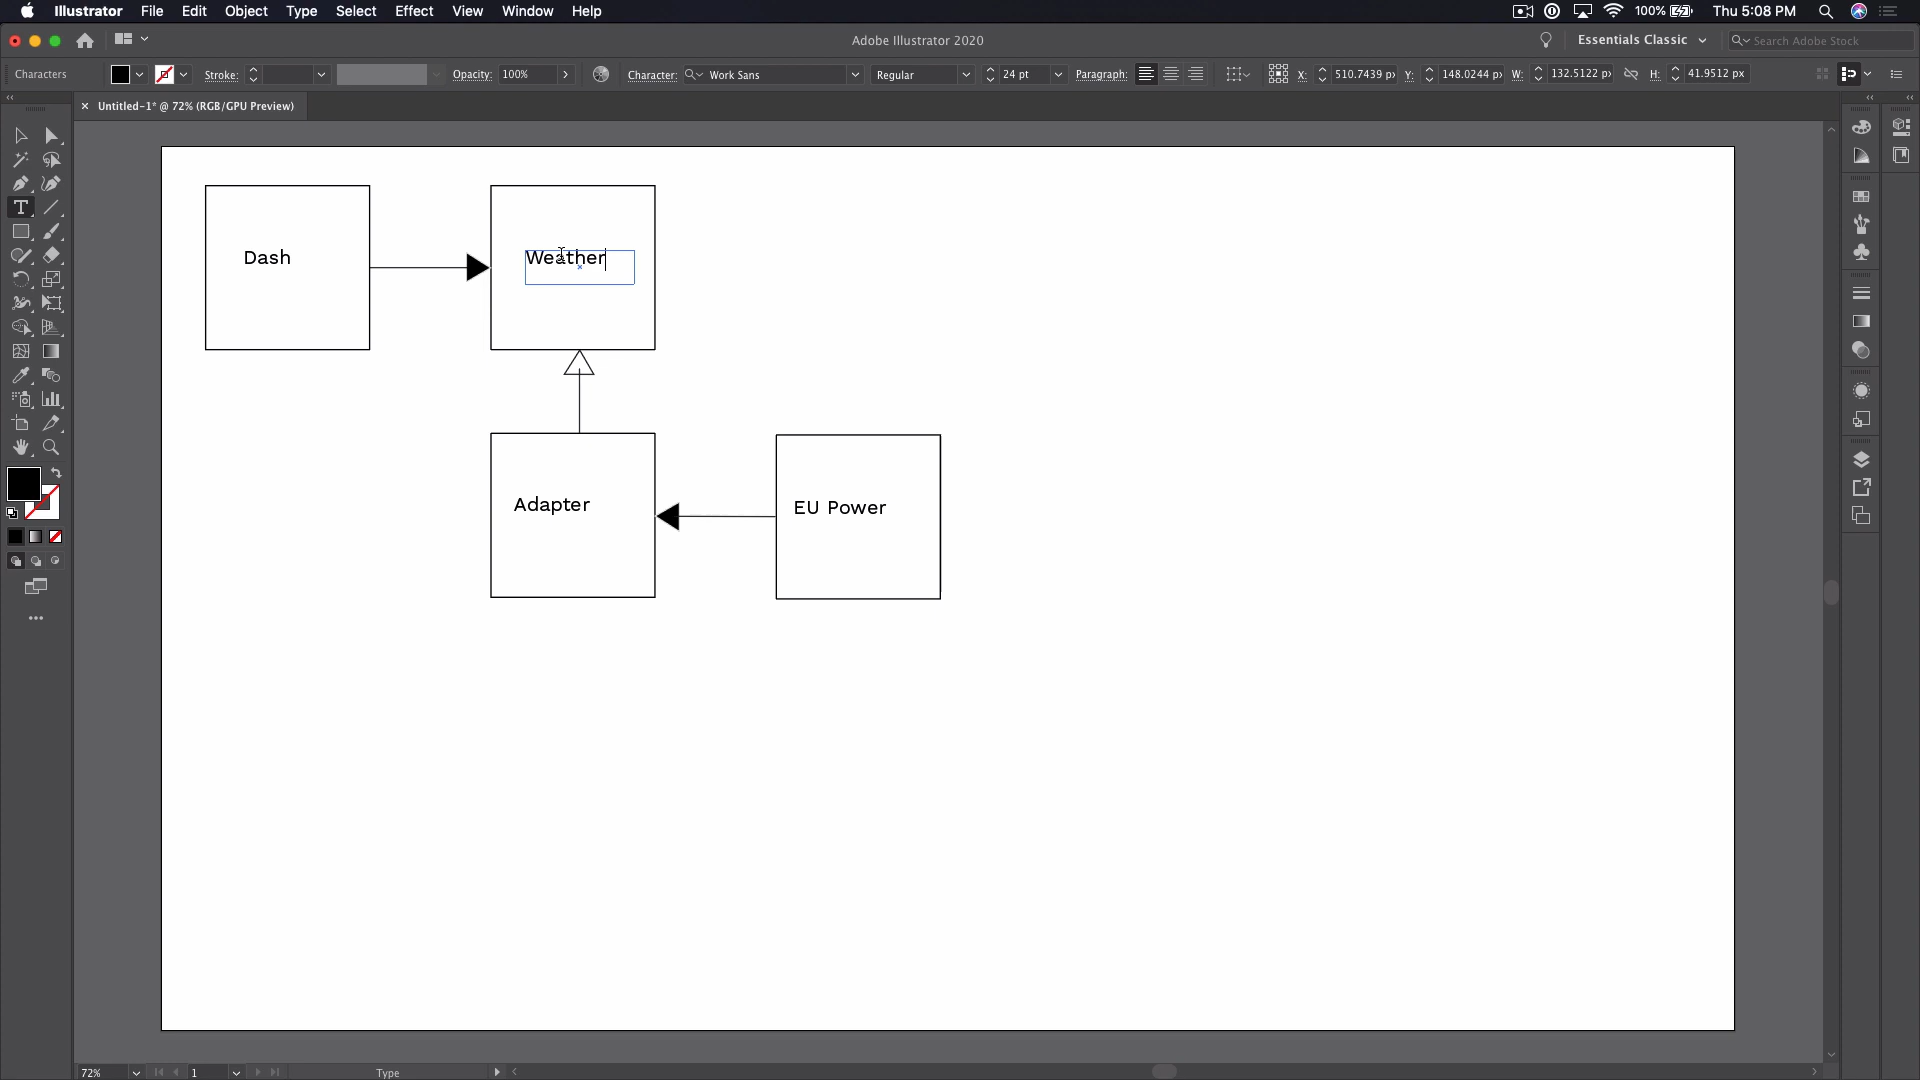 Illustrator File Edit Object Type Select Effect View Window Help 100% Thu 5:08 PM
Adobe Illustrator 2020 Essentials Classic Search Adobe Stock
Characters Stroke: Opacity: 100% Character: Work Sans Regular 24 pt Paragraph: X: 510.7439 px Y: 148.0244 px W: 132.5122 px H: 41.9512 px
Untitled-1* @ 72% (RGB/GPU Preview)
Dash
Weather
Adapter
EU Power
72% 1 Type